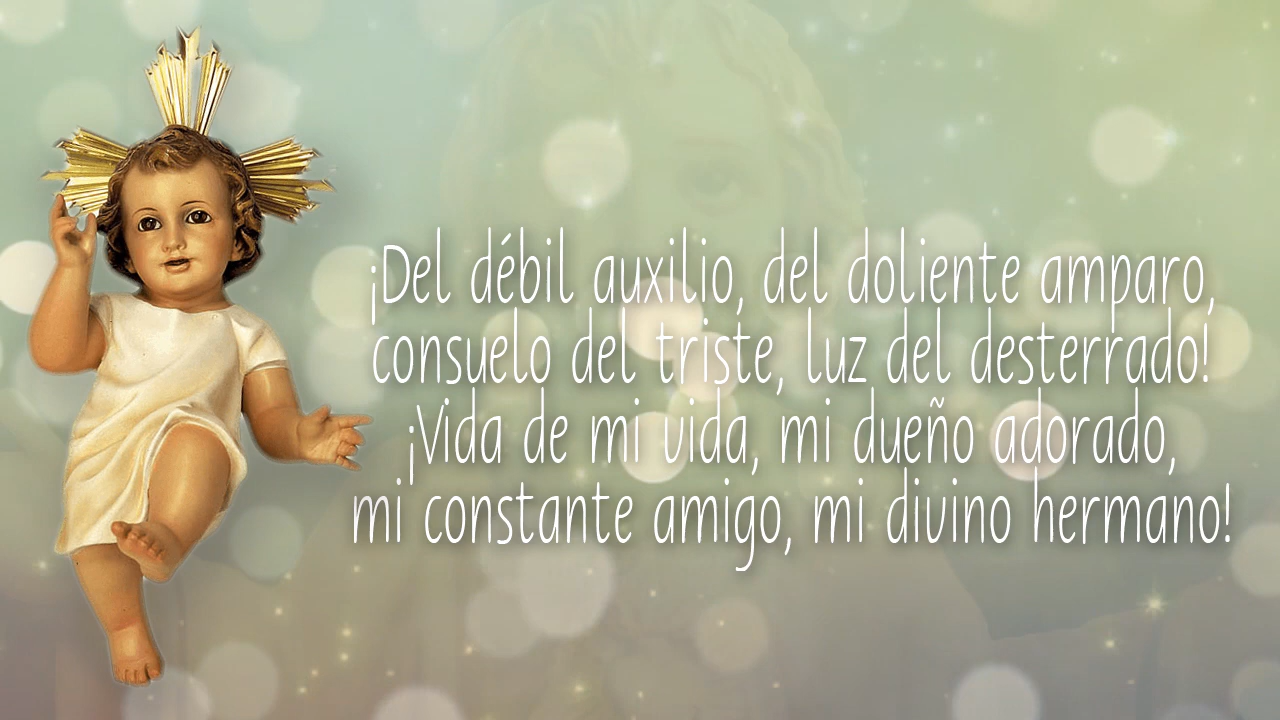 ¡Del débil auxilio, del doliente amparo,
consuelo del triste, luz del desterrado!
¡Vida de mi vida, mi dueño adorado,
mi constante amigo, mi divino hermano!